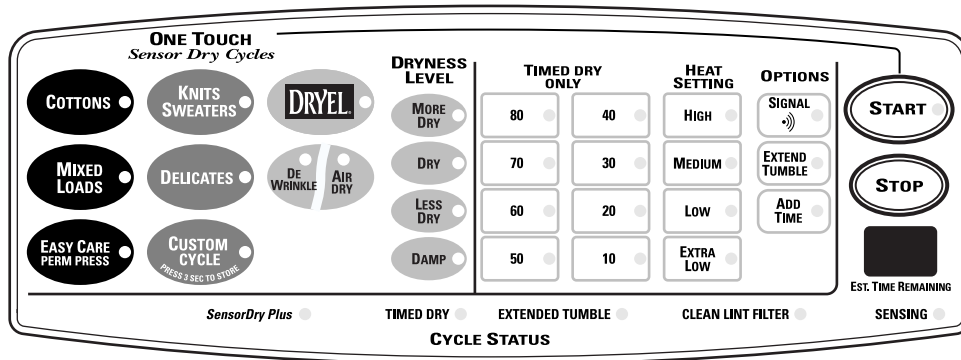 ONE TOUCH
Sensor Dry Cycles
COTTONS
KNITS
SWEATERS
DRYEL.
MIXED
LOADS
DELICATES
DE
WRINKLE
AIR
DRY
EASY CARE
PERM PRESS
CUSTOM
CYCLE
PRESS 3 SEC TO STORE
DRYNESS
LEVEL
MORE
DRY
DRY
LESS
DRY
DAMP
TIMED DRY
ONLY
80
40
70
30
60
20
50
10
HEAT
SETTING
HIGH
MEDIUM
LOW
EXTRA
LOW
OPTIONS
SIGNAL
EXTEND
TUMBLE
ADD
TIME
START
STOP
EST. TIME REMAINING
SensorDry Plus
TIMED DRY
EXTENDED TUMBLE
CLEAN LINT FILTER
SENSING
CYCLE STATUS